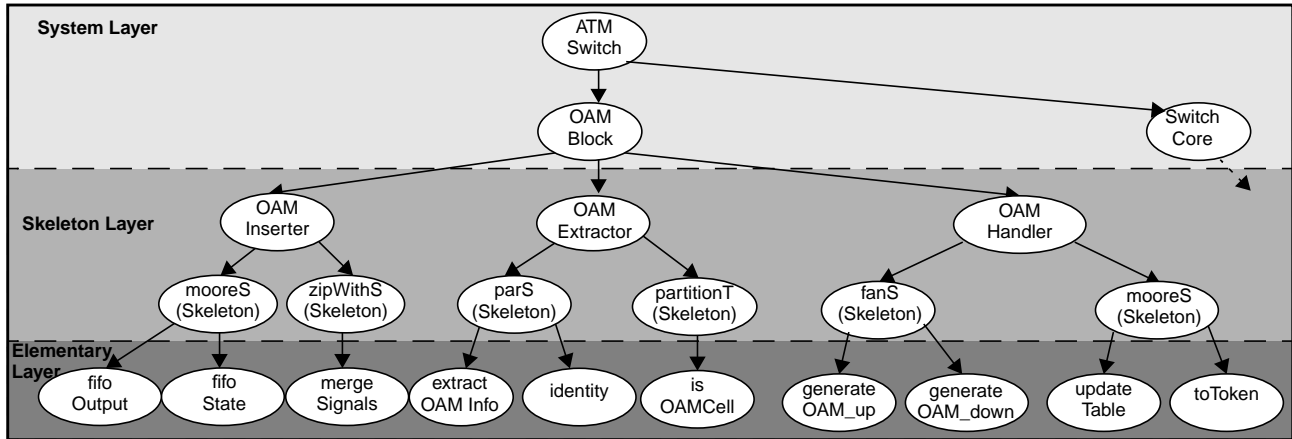 System Layer
ATM
Switch
OAM
Block
Switch
Core
Skeleton Layer
OAM
Inserter
OAM
Extractor
OAM
Handler
mooreS
(Skeleton)
zipWithS
(Skeleton)
parS
(Skeleton)
partitionT
(Skeleton)
fanS
(Skeleton)
mooreS
(Skeleton)
Elementary
Layer
fifo
Output
fifo
State
merge
Signals
extract
OAM Info
identity
is
OAMCell
generate
OAM_up
generate
OAM_down
update
Table
toToken